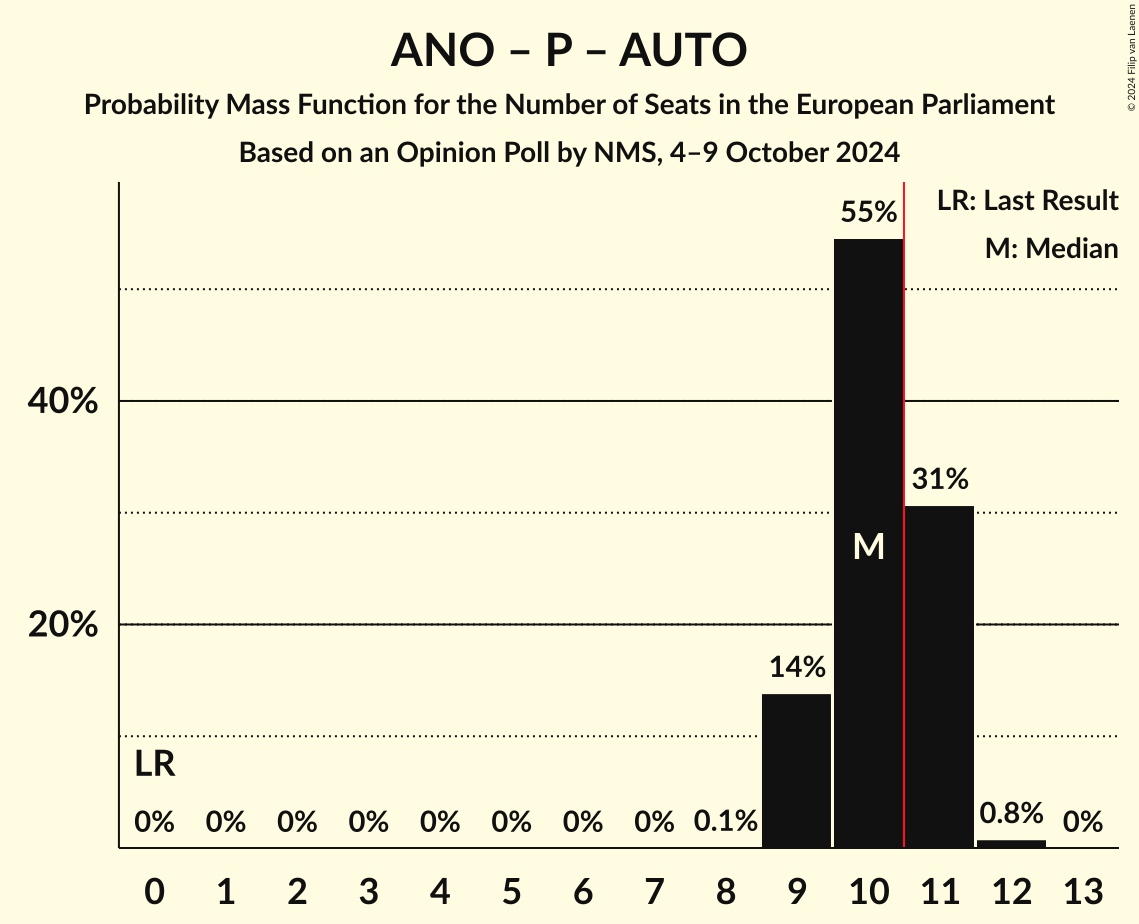 ANO – P – AUTO
Probability Mass Function for the Number of Seats in the European Parliament
Based on an Opinion Poll by NMS, 4–9 October 2024
© 2024 Filip van Laenen
LR: Last Result
M: Median
55%
40%
31%
M
20%
14%
LR
0% 0% 0% 0% 0% 0% 0% 0% 0.1% 0.8% 0%
0 1 2 3 4 5 6 7 8 9 10 11 12 13